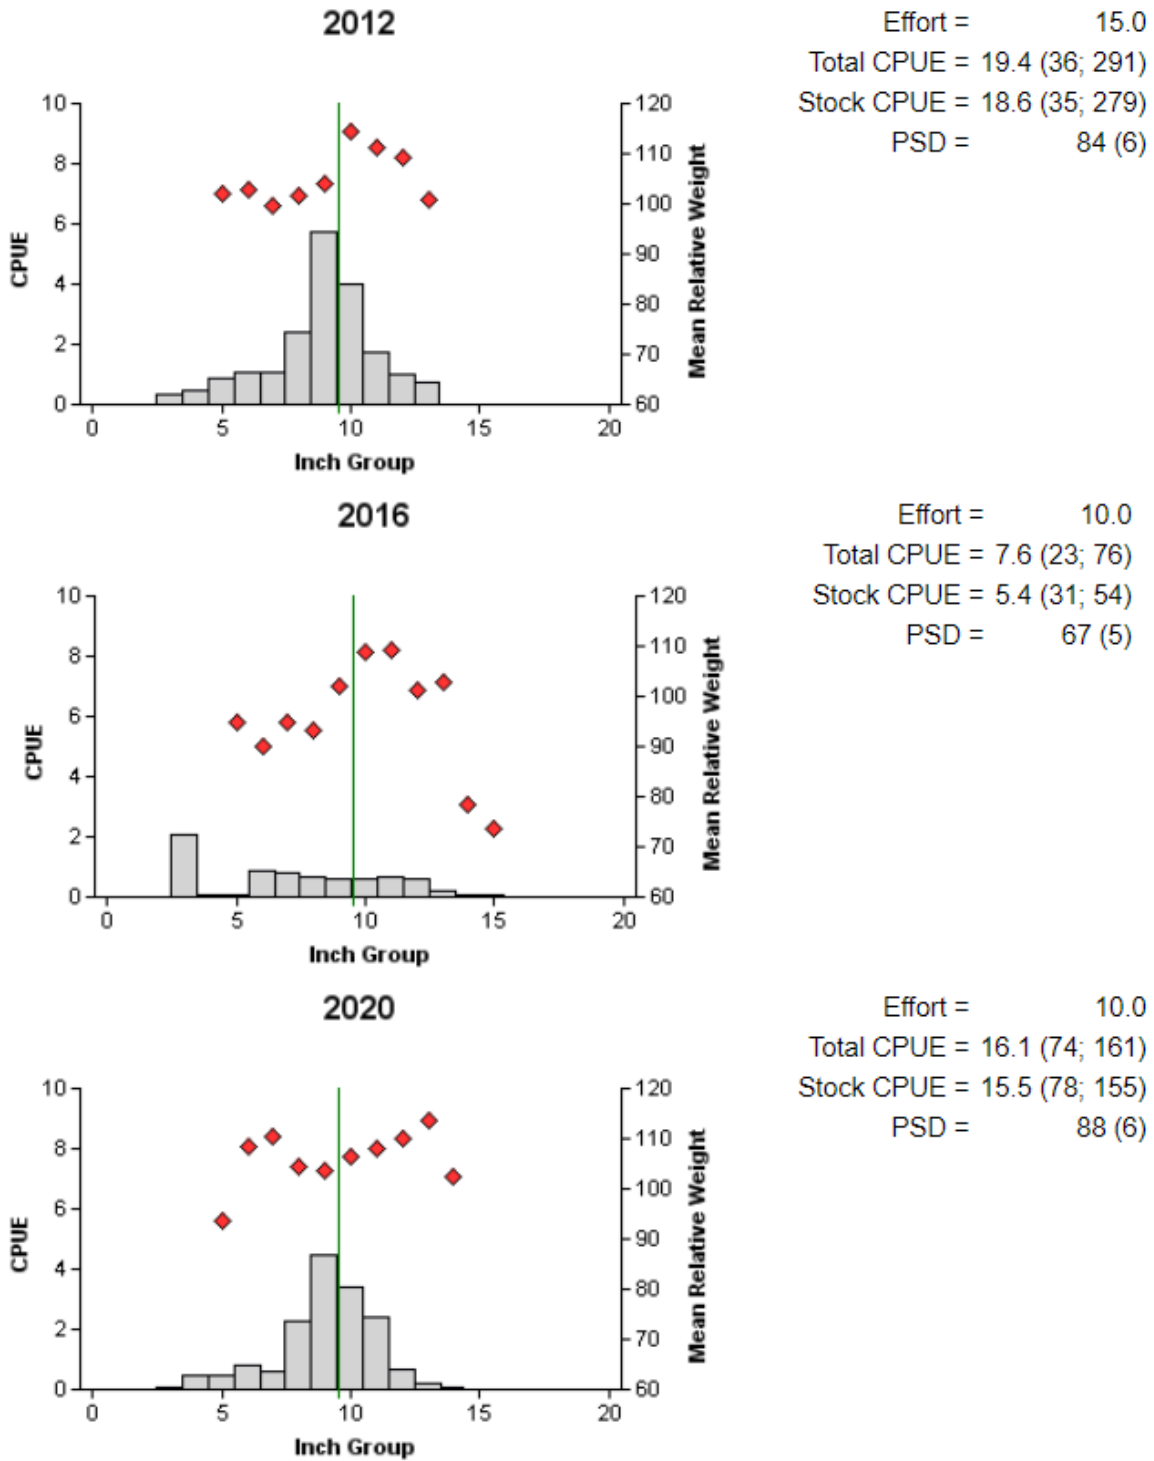 2012
Effort = 15.0
Total CPUE = 19.4 (36; 291)
Stock CPUE = 18.6 (35; 279)
PSD = 84 (6)
10
8
6
4
2
0
CPUE
120
110
100
90
80
70
60
Mean Relative Weight
0 5 10 15 20
Inch Group
2016
Effort = 10.0
Total CPUE = 7.6 (23; 76)
Stock CPUE = 5.4 (31; 54)
PSD = 67 (5)
10
8
6
4
2
0
CPUE
120
110
100
90
80
70
60
Mean Relative Weight
0 5 10 15 20
Inch Group
2020
Effort = 10.0
Total CPUE = 16.1 (74; 161)
Stock CPUE = 15.5 (78; 155)
PSD = 88 (6)
10
8
6
4
2
0
CPUE
120
110
100
90
80
70
60
Mean Relative Weight
0 5 10 15 20
Inch Group